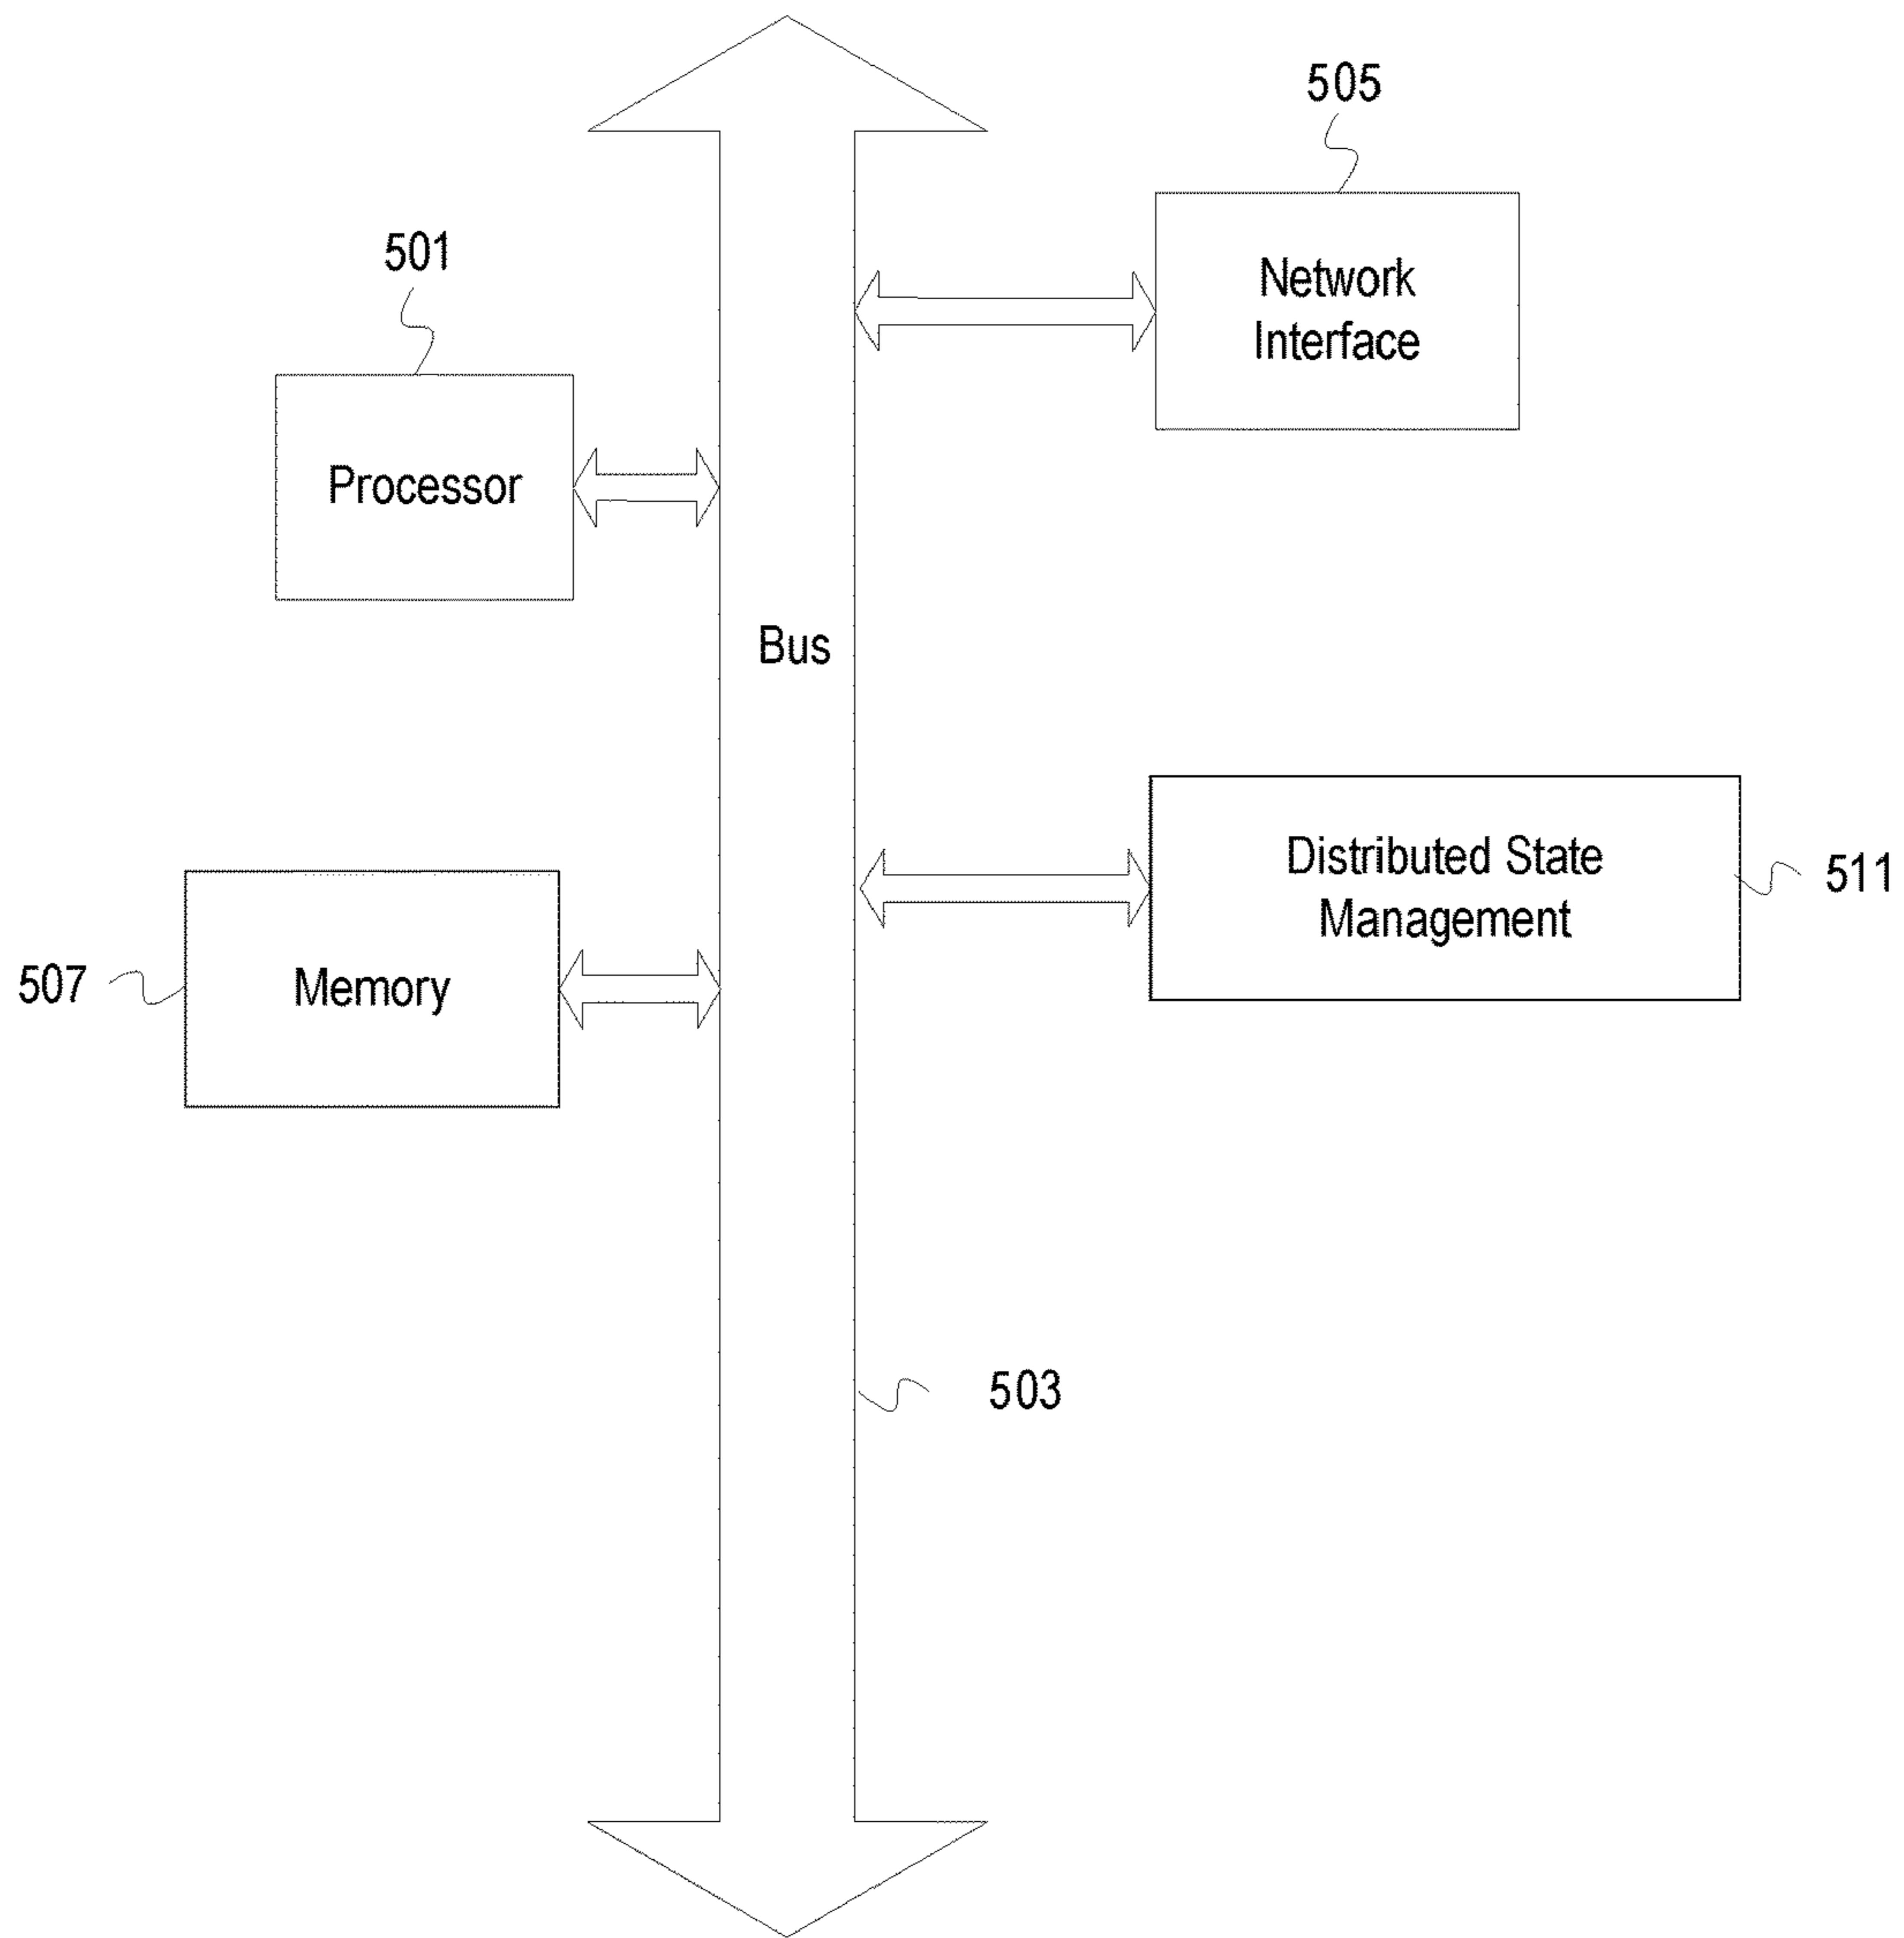 505
501
Network
Interface
Processor
Bus
Distributed State
Management
511
507
Memory
503